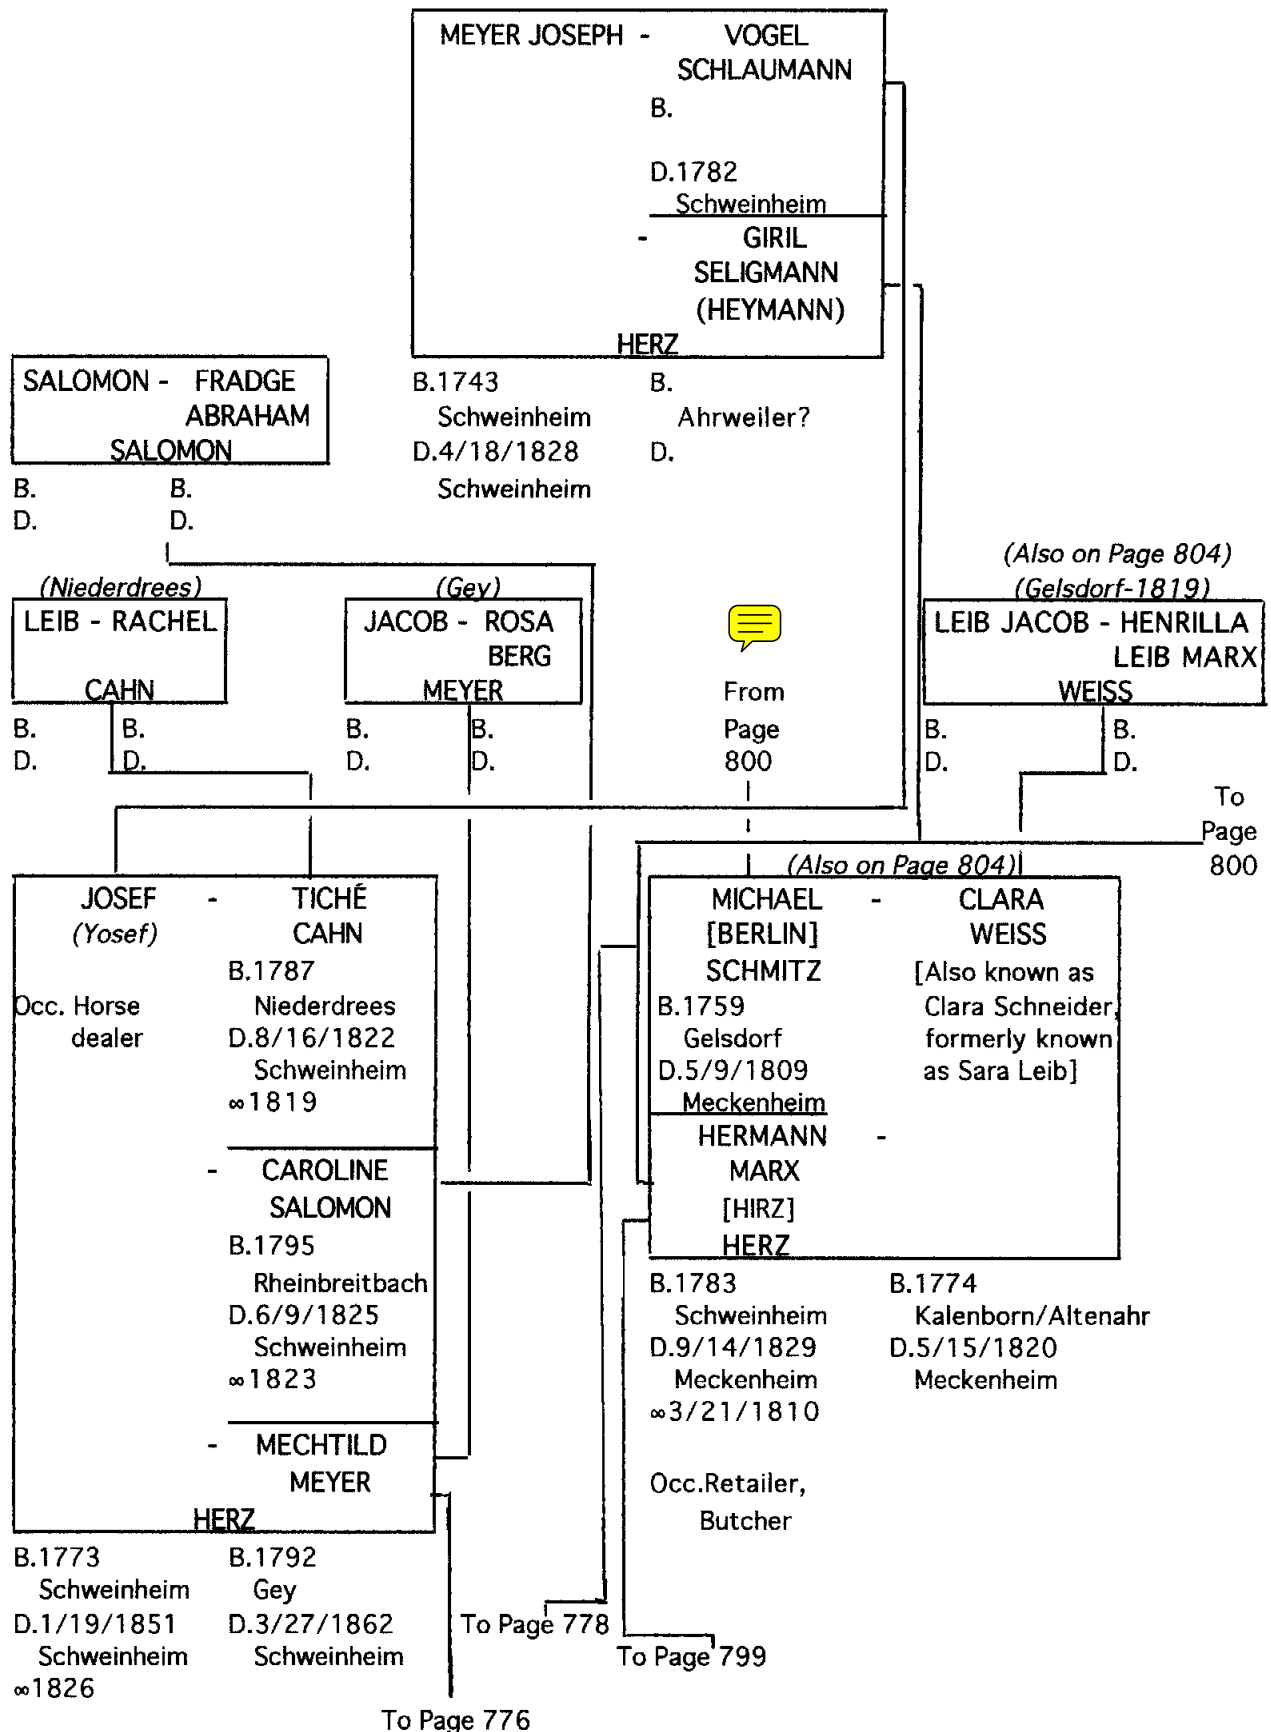 MEYER JOSEPH - VOGEL
SCHLAUMANN
B.
D.1782
Schweinheim
- GIRIL
SELIGMANN
(HEYMANN)
HERZ
B.1743
Schweinheim
D.4/18/1828
Schweinheim
B.
Ahrweiler?
D.
SALOMON - FRADGE
ABRAHAM
SALOMON
B. B.
D. D.
(Niederdrees)
LEIB - RACHEL
CAHN
B. B.
D. D.
(Gey)
JACOB - ROSA
BERG
MEYER
B. B.
D. D.
From
Page
800
(Also on Page 804)
(Gelsdorf-1819)
LEIB JACOB - HENRILLA
LEIB MARX
WEISS
B. B.
D. D.
To
Page
800
JOSEF - TICHÉ
(Yosef) CAHN
B.1787
Occ. Horse
dealer
Niederdrees
D.8/16/1822
Schweinheim
∞1819
- CAROLINE
SALOMON
B.1795
Rheinbreitbach
D.6/9/1825
Schweinheim
∞1823
- MECHTILD
MEYER
HERZ
B.1773
Schweinheim
D.1/19/1851
Schweinheim
∞1826
B.1792
Gey
D.3/27/1862
Schweinheim
To Page 776
(Also on Page 804)
MICHAEL - CLARA
[BERLIN] WEISS
SCHMITZ
B.1759
Gelsdorf
D.5/9/1809
Meckenheim
[Also known as
Clara Schneider,
formerly known
as Sara Leib]
HERMANN -
MARX
[HIRZ]
HERZ
B.1783
Schweinheim
D.9/14/1829
Meckenheim
∞3/21/1810
Occ.Retailer,
Butcher
B.1774
Kalenborn/Altenahr
D.5/15/1820
Meckenheim
To Page 778
To Page 799